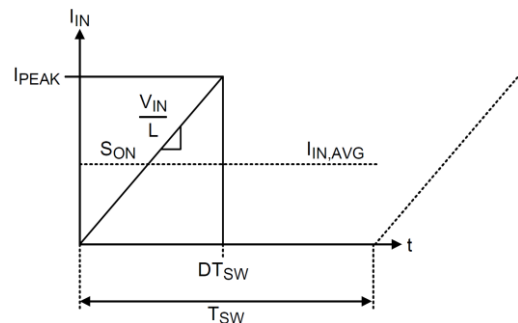 I_IN
I_PEAK
V_IN
L
S_ON
I_IN,AVG
t
DT_SW
T_SW